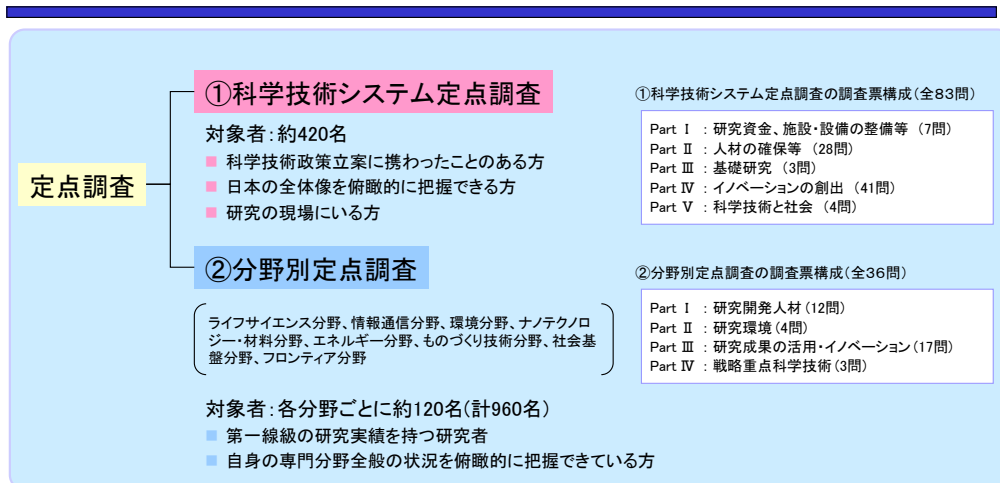 定点調査
①科学技術システム定点調査
対象者：約420名
■ 科学技術政策立案に携わったことのある方
■ 日本の全体像を俯瞰的に把握できる方
■ 研究の現場にいる方
①科学技術システム定点調査の調査票構成(全83問)
Part Ⅰ ：研究資金、施設・設備の整備等 (7問)
Part Ⅱ ：人材の確保等 (28問)
Part Ⅲ ：基礎研究 (3問)
Part Ⅳ ：イノベーションの創出 (41問)
Part Ⅴ ：科学技術と社会 (4問)
②分野別定点調査
ライフサイエンス分野、情報通信分野、環境分野、ナノテクノロ
ジー・材料分野、エネルギー分野、ものづくり技術分野、社会基
盤分野、フロンティア分野
対象者：各分野ごとに約120名(計960名)
■ 第一線級の研究実績を持つ研究者
■ 自身の専門分野全般の状況を俯瞰的に把握できている方
②分野別定点調査の調査票構成(全36問)
Part Ⅰ ：研究開発人材(12問)
Part Ⅱ ：研究環境(4問)
Part Ⅲ ：研究成果の活用・イノベーション(17問)
Part Ⅳ ：戦略重点科学技術(3問)